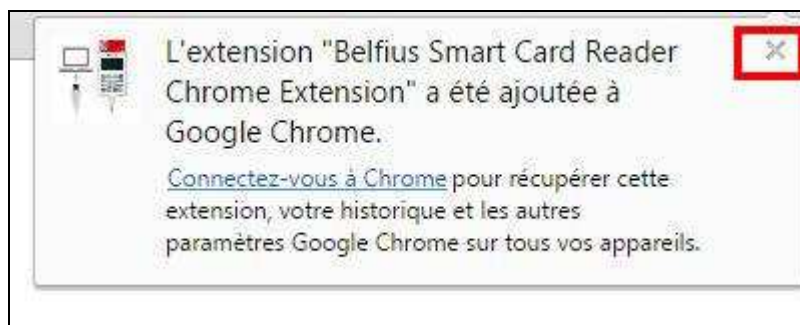 L'extension "Belfius Smart Card Reader
Chrome Extension" a été ajoutée à
Google Chrome.
Connectez-vous à Chrome pour récupérer cette
extension, votre historique et les autres
paramètres Google Chrome sur tous vos appareils.